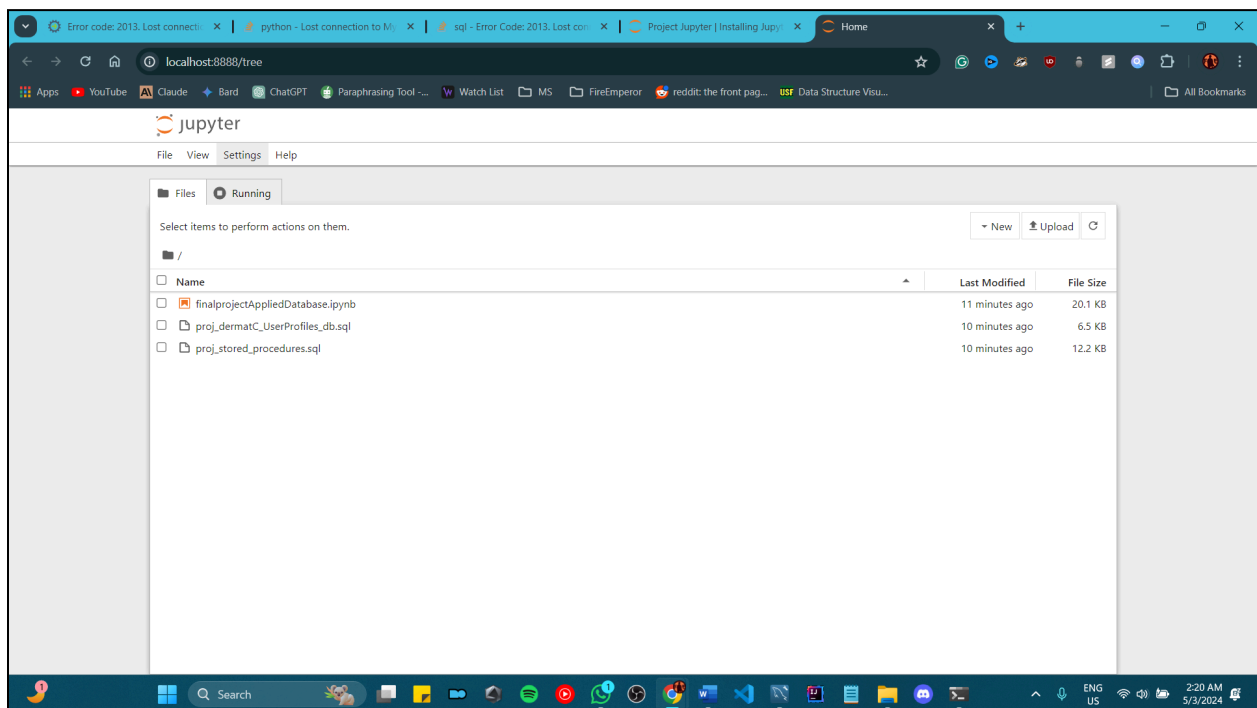 Error code: 2013. Lost connectic
python - Lost connection to My
sql - Error Code: 2013. Lost con
Project Jupyter | Installing Jupy
Home
localhost:8888/tree
Apps YouTube Claude Bard ChatGPT Paraphrasing Tool -... Watch List MS FireEmperor reddit: the front pag... USF Data Structure Visu... All Bookmarks
jupyter
File View Settings Help
Files Running
Select items to perform actions on them. New Upload
/
Name Last Modified File Size
finalprojectAppliedDatabase.ipynb 11 minutes ago 20.1 KB
proj_dermatC_UserProfiles_db.sql 10 minutes ago 6.5 KB
proj_stored_procedures.sql 10 minutes ago 12.2 KB
1 Search 1 ENG US 2:20 AM
5/3/2024